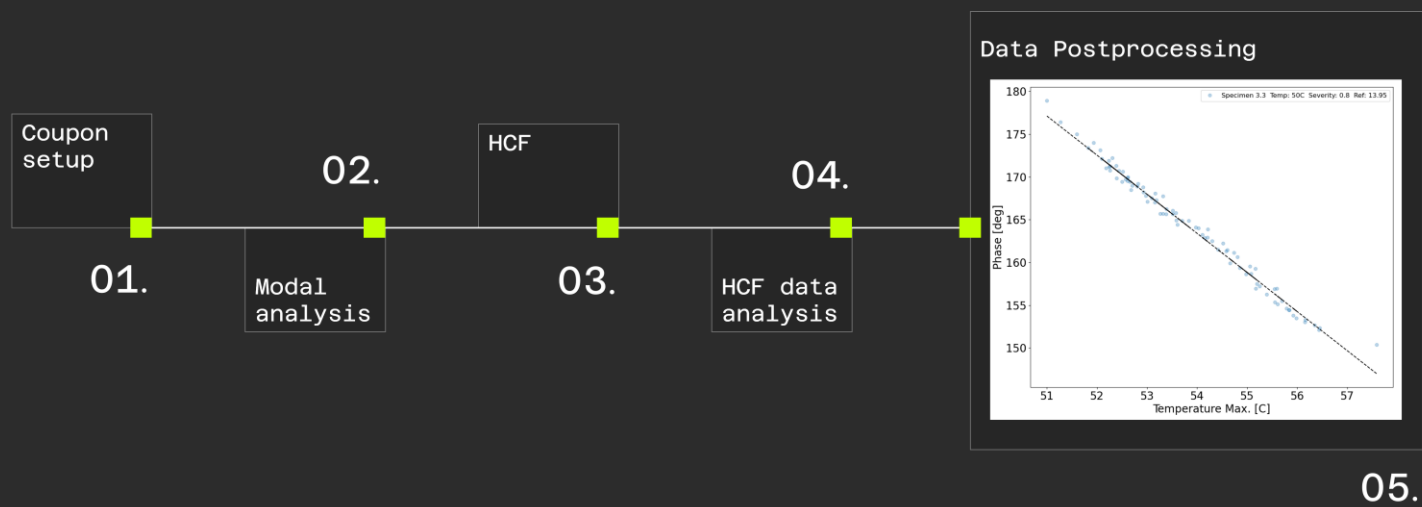 Coupon
setup
01.
02.
Modal
analysis
HCF
03.
04.
HCF data
analysis
Data Postprocessing
Specimen 3.3 Temp: 50C Severity: 0.8 Ref: 13.95
180
175
170
165
160
155
150
Phase [deg]
51 52 53 54 55 56 57
Temperature Max. [C]
05.